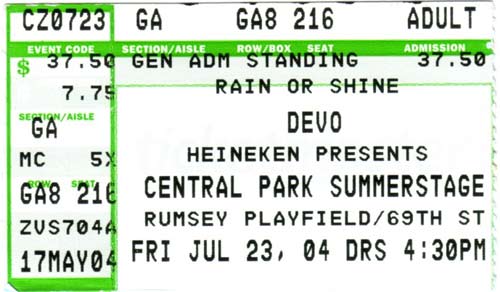 CZ0723 GA GA8 216 ADULT
EVENT CODE SECTION/AISLE ROW/BOX SEAT ADMISSION
$ 37.50 GEN ADM STANDING 37.50
7.75 RAIN OR SHINE
SECTION/AISLE
GA DEVO
MC 5X HEINEKEN PRESENTS
ROW SEAT
GA8 216 CENTRAL PARK SUMMERSTAGE
ZVS704A RUMSEY PLAYFIELD/69TH ST
17MAY04 FRI JUL 23, 04 DRS 4:30PM